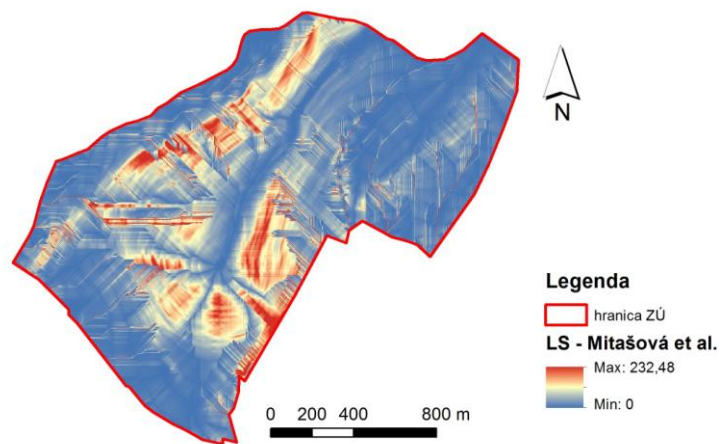 N
Legenda
hranica ZÚ
LS - Mitašová et al.
Max: 232,48
Min: 0
0 200 400 800 m